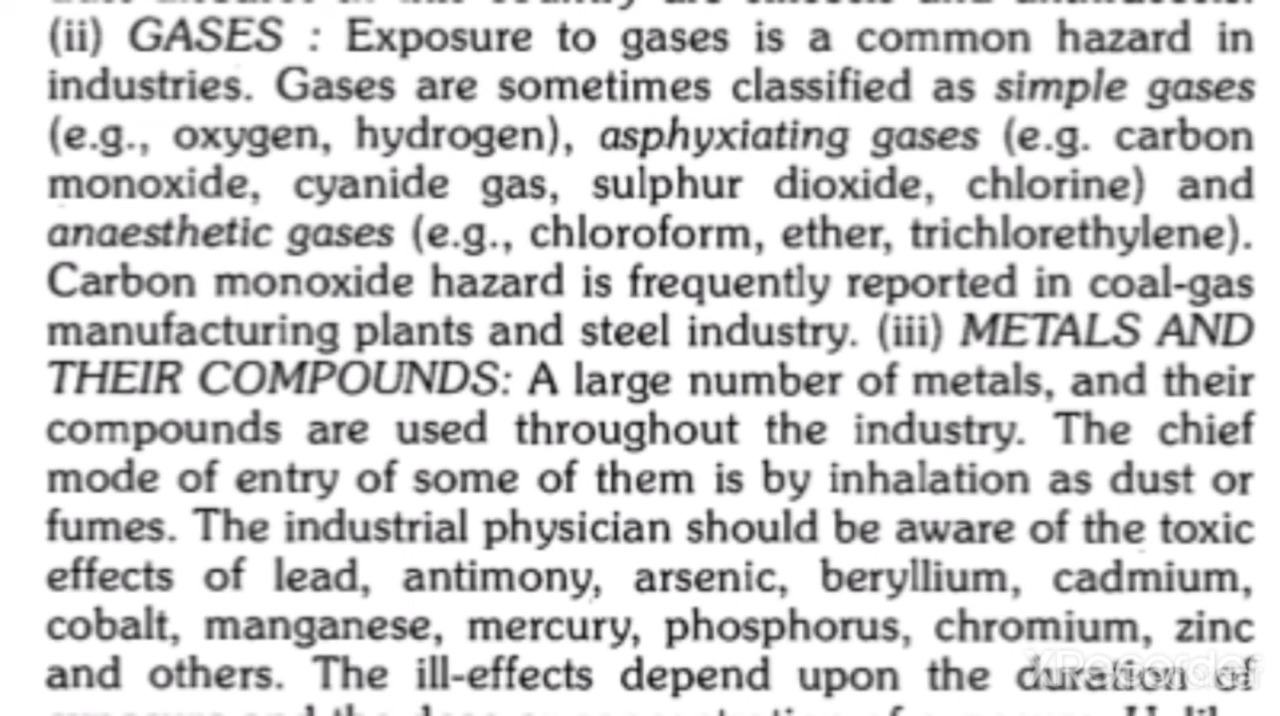 (ii) GASES : Exposure to gases is a common hazard in
industries. Gases are sometimes classified as simple gases
(e.g., oxygen, hydrogen), asphyxiating gases (e.g. carbon
monoxide, cyanide gas, sulphur dioxide, chlorine) and
anaesthetic gases (e.g., chloroform, ether, trichlorethylene).
Carbon monoxide hazard is frequently reported in coal-gas
manufacturing plants and steel industry. (iii) METALS AND
THEIR COMPOUNDS: A large number of metals, and their
compounds are used throughout the industry. The chief
mode of entry of some of them is by inhalation as dust or
fumes. The industrial physician should be aware of the toxic
effects of lead, antimony, arsenic, beryllium, cadmium,
cobalt, manganese, mercury, phosphorus, chromium, zinc
and others. The ill-effects depend upon the duration of
XRecorder